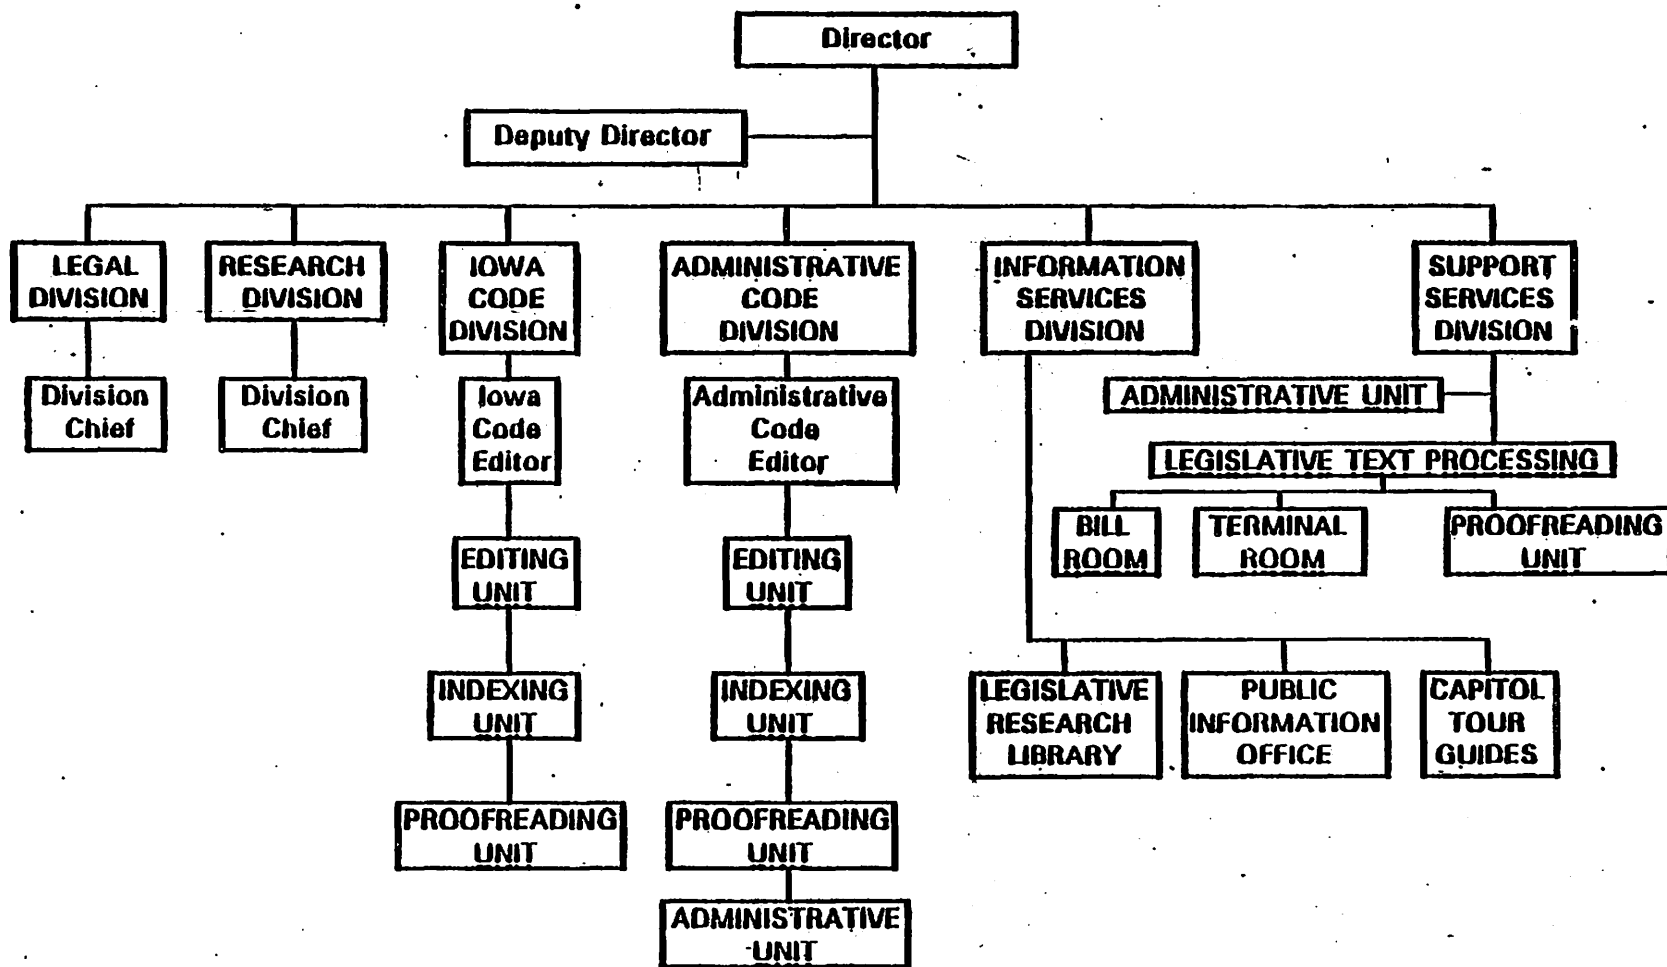 Director
Deputy Director
LEGAL
DIVISION
RESEARCH
DIVISION
IOWA
CODE
DIVISION
ADMINISTRATIVE
CODE
DIVISION
INFORMATION
SERVICES
DIVISION
SUPPORT
SERVICES
DIVISION
Division
Chief
Division
Chief
Iowa
Code
Editor
Administrative
Code
Editor
ADMINISTRATIVE UNIT
LEGISLATIVE TEXT PROCESSING
BILL
ROOM
TERMINAL
ROOM
PROOFREADING
UNIT
EDITING
UNIT
EDITING
UNIT
INDEXING
UNIT
INDEXING
UNIT
LEGISLATIVE
RESEARCH
LIBRARY
PUBLIC
INFORMATION
OFFICE
CAPITOL
TOUR
GUIDES
PROOFREADING
UNIT
PROOFREADING
UNIT
ADMINISTRATIVE
UNIT